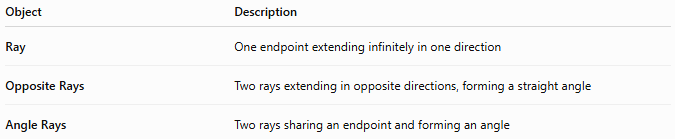 Object Description
Ray One endpoint extending infinitely in one direction
Opposite Rays Two rays extending in opposite directions, forming a straight angle
Angle Rays Two rays sharing an endpoint and forming an angle